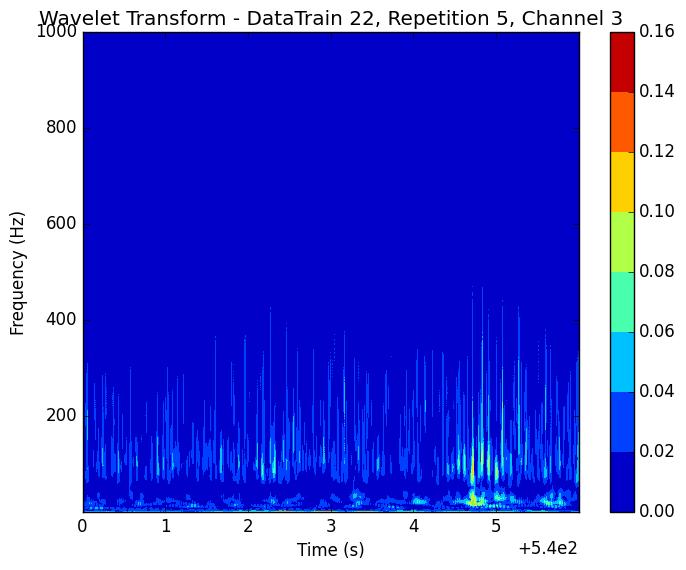 Wavelet Transform - DataTrain 22, Repetition 5, Channel 3
1000
800
600
400
200
Frequency (Hz)
0 1 2 3 4 5
Time (s)
+5.4e2
0.16
0.14
0.12
0.10
0.08
0.06
0.04
0.02
0.00